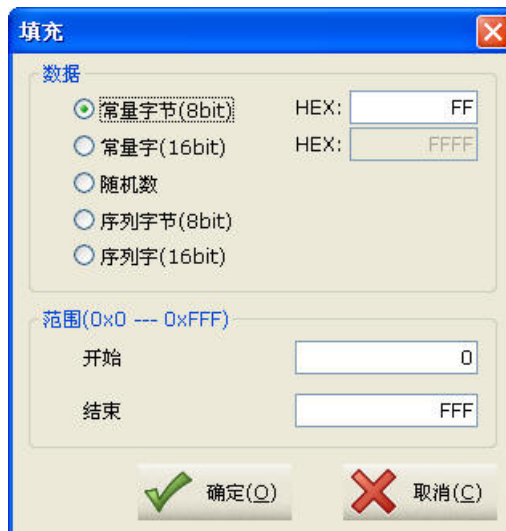 填充
数据
常量字节(8bit) HEX: FF
常量字(16bit) HEX: FFFF
随机数
序列字节(8bit)
序列字(16bit)
范围(0x0 --- 0xFFF)
开始 0
结束 FFF
确定(O) 取消(C)